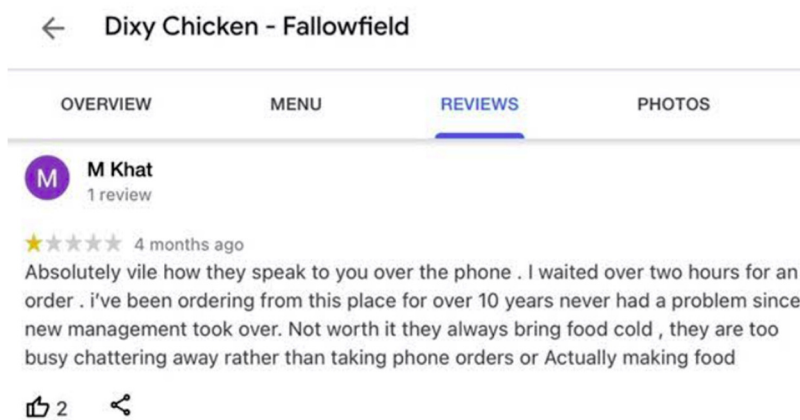 Dixy Chicken - Fallowfield
OVERVIEW MENU REVIEWS PHOTOS
M
M Khat
1 review
4 months ago
Absolutely vile how they speak to you over the phone . I waited over two hours for an
order . i've been ordering from this place for over 10 years never had a problem since
new management took over. Not worth it they always bring food cold , they are too
busy chattering away rather than taking phone orders or Actually making food
2